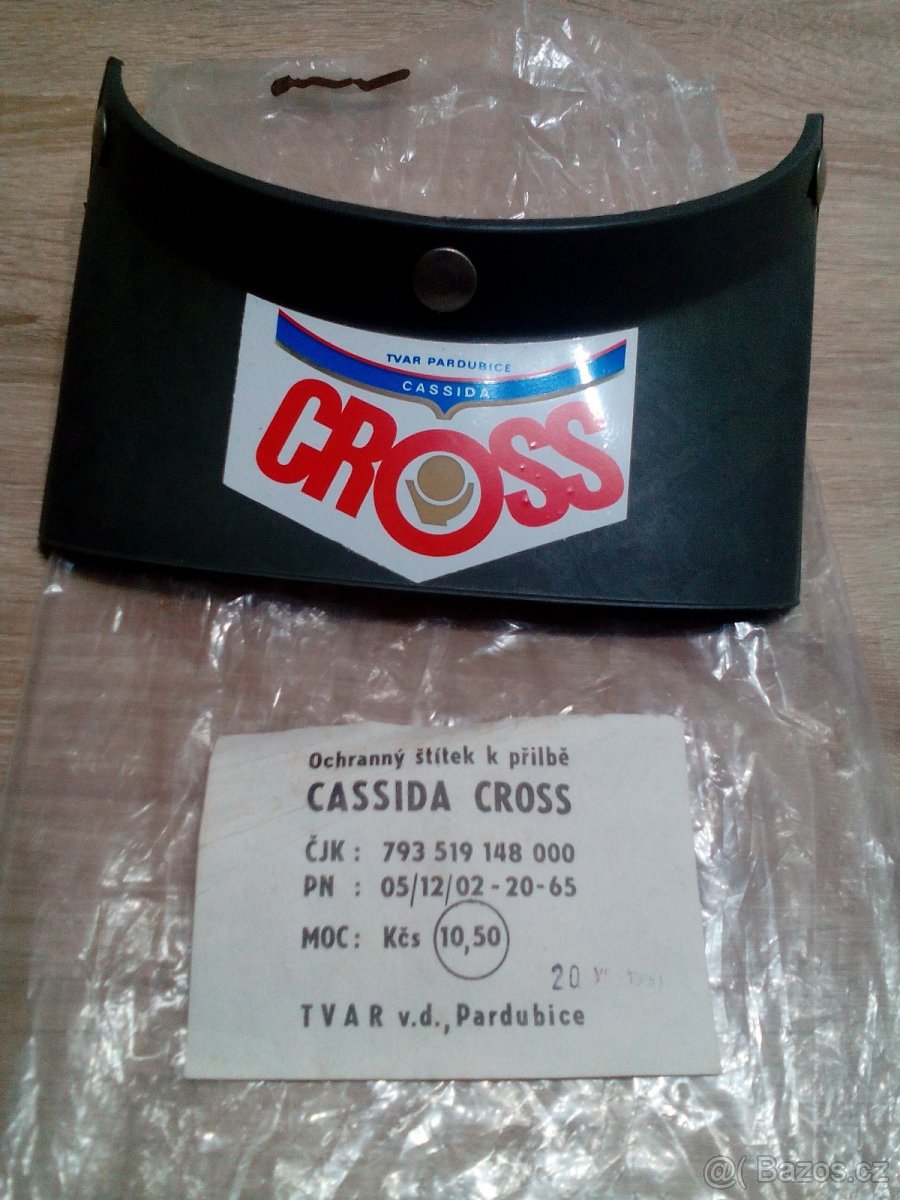 TVAR PARDUBICE
CASSIDA
CROSS
Ochranný štítek k přilbě
CASSIDA CROSS
ČJK : 793 519 148 000
PN : 05/12/02 - 20-65
MOC: Kčs 10,50
20
TVAR v.d., Pardubice
@( Bazos.cz